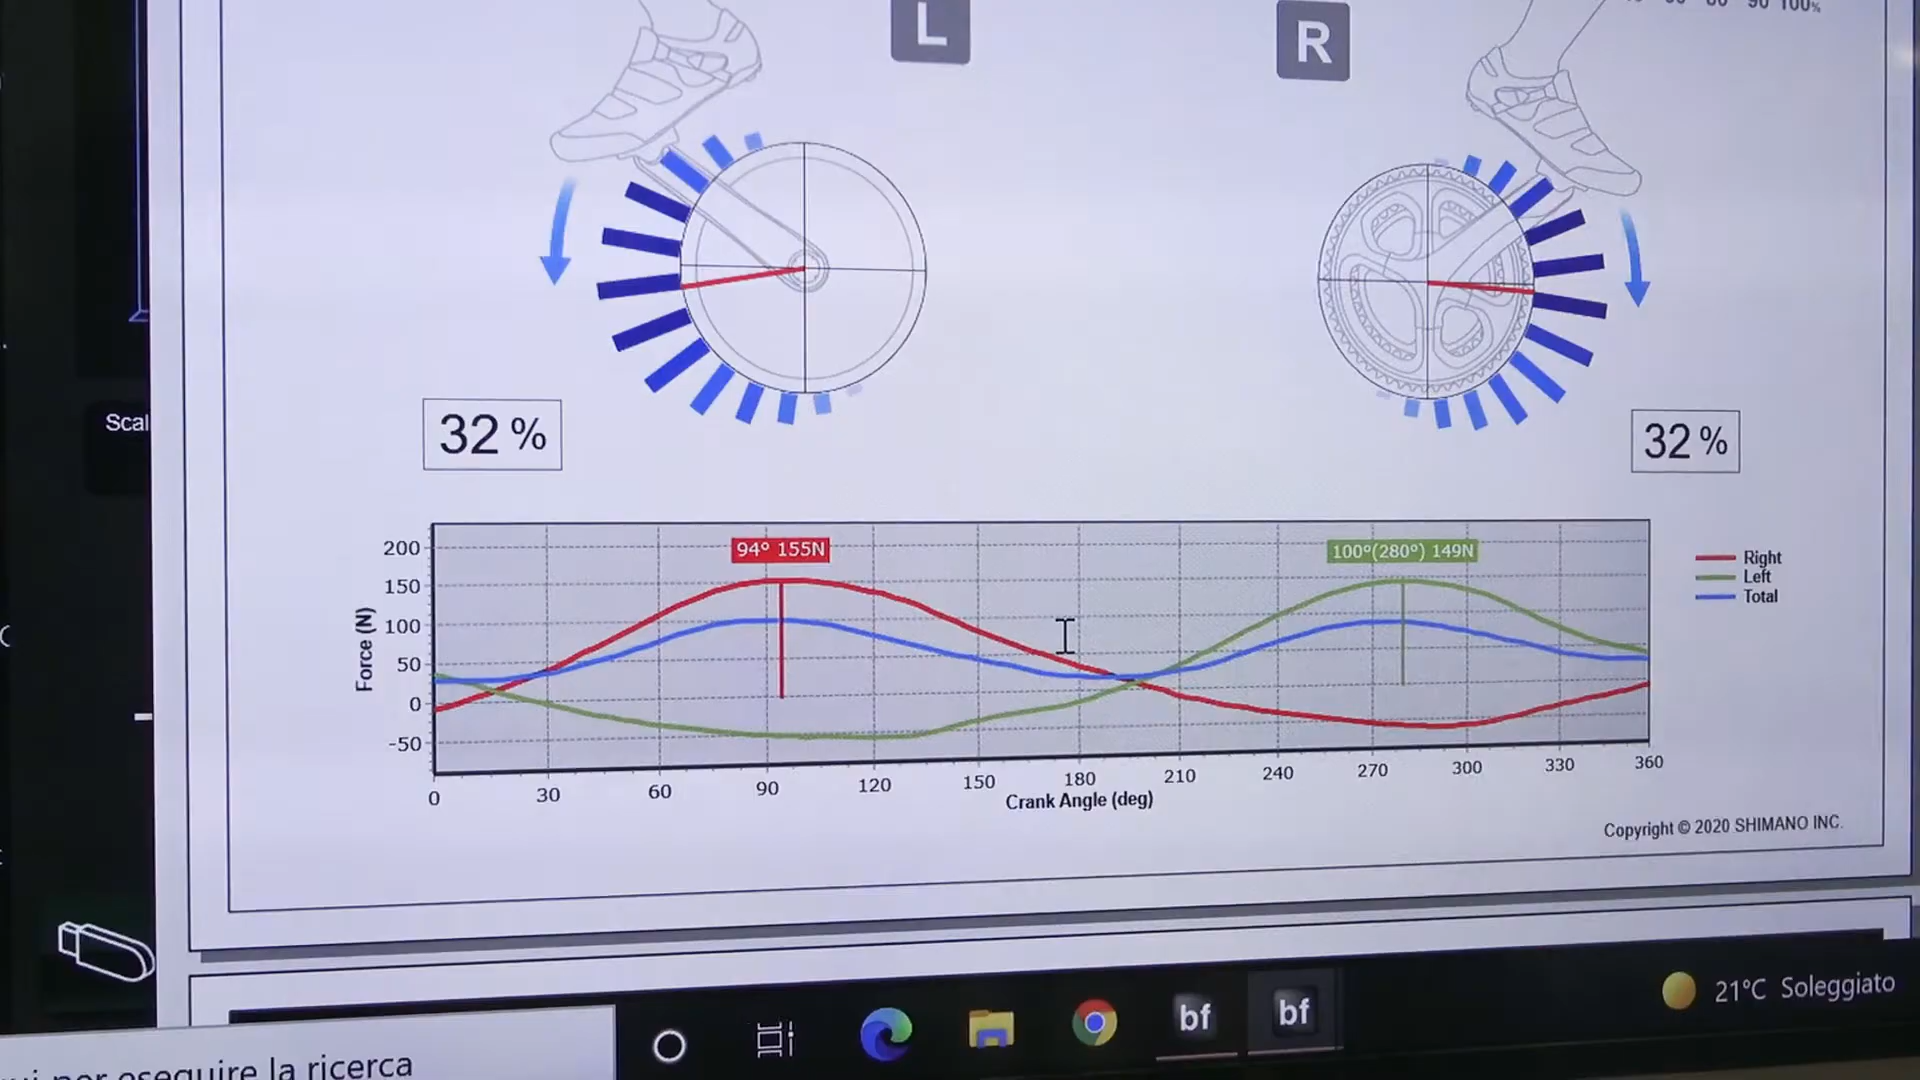 L
R
90 100%
Scal
32 %
32 %
94° 155N
100°(280°) 149N
200
150
100
50
0
-50
Force (N)
0 30 60 90 120 150 180 210 240 270 300 330 360
Crank Angle (deg)
Right
Left
Total
Copyright © 2020 SHIMANO INC.
per eseguire la ricerca
bf
bf
21°C Soleggiato